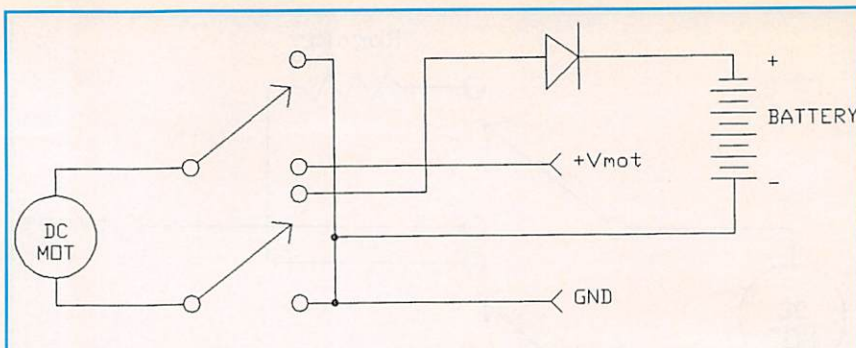 +
BATTERY
+Vmot
-
DC
MOT
GND